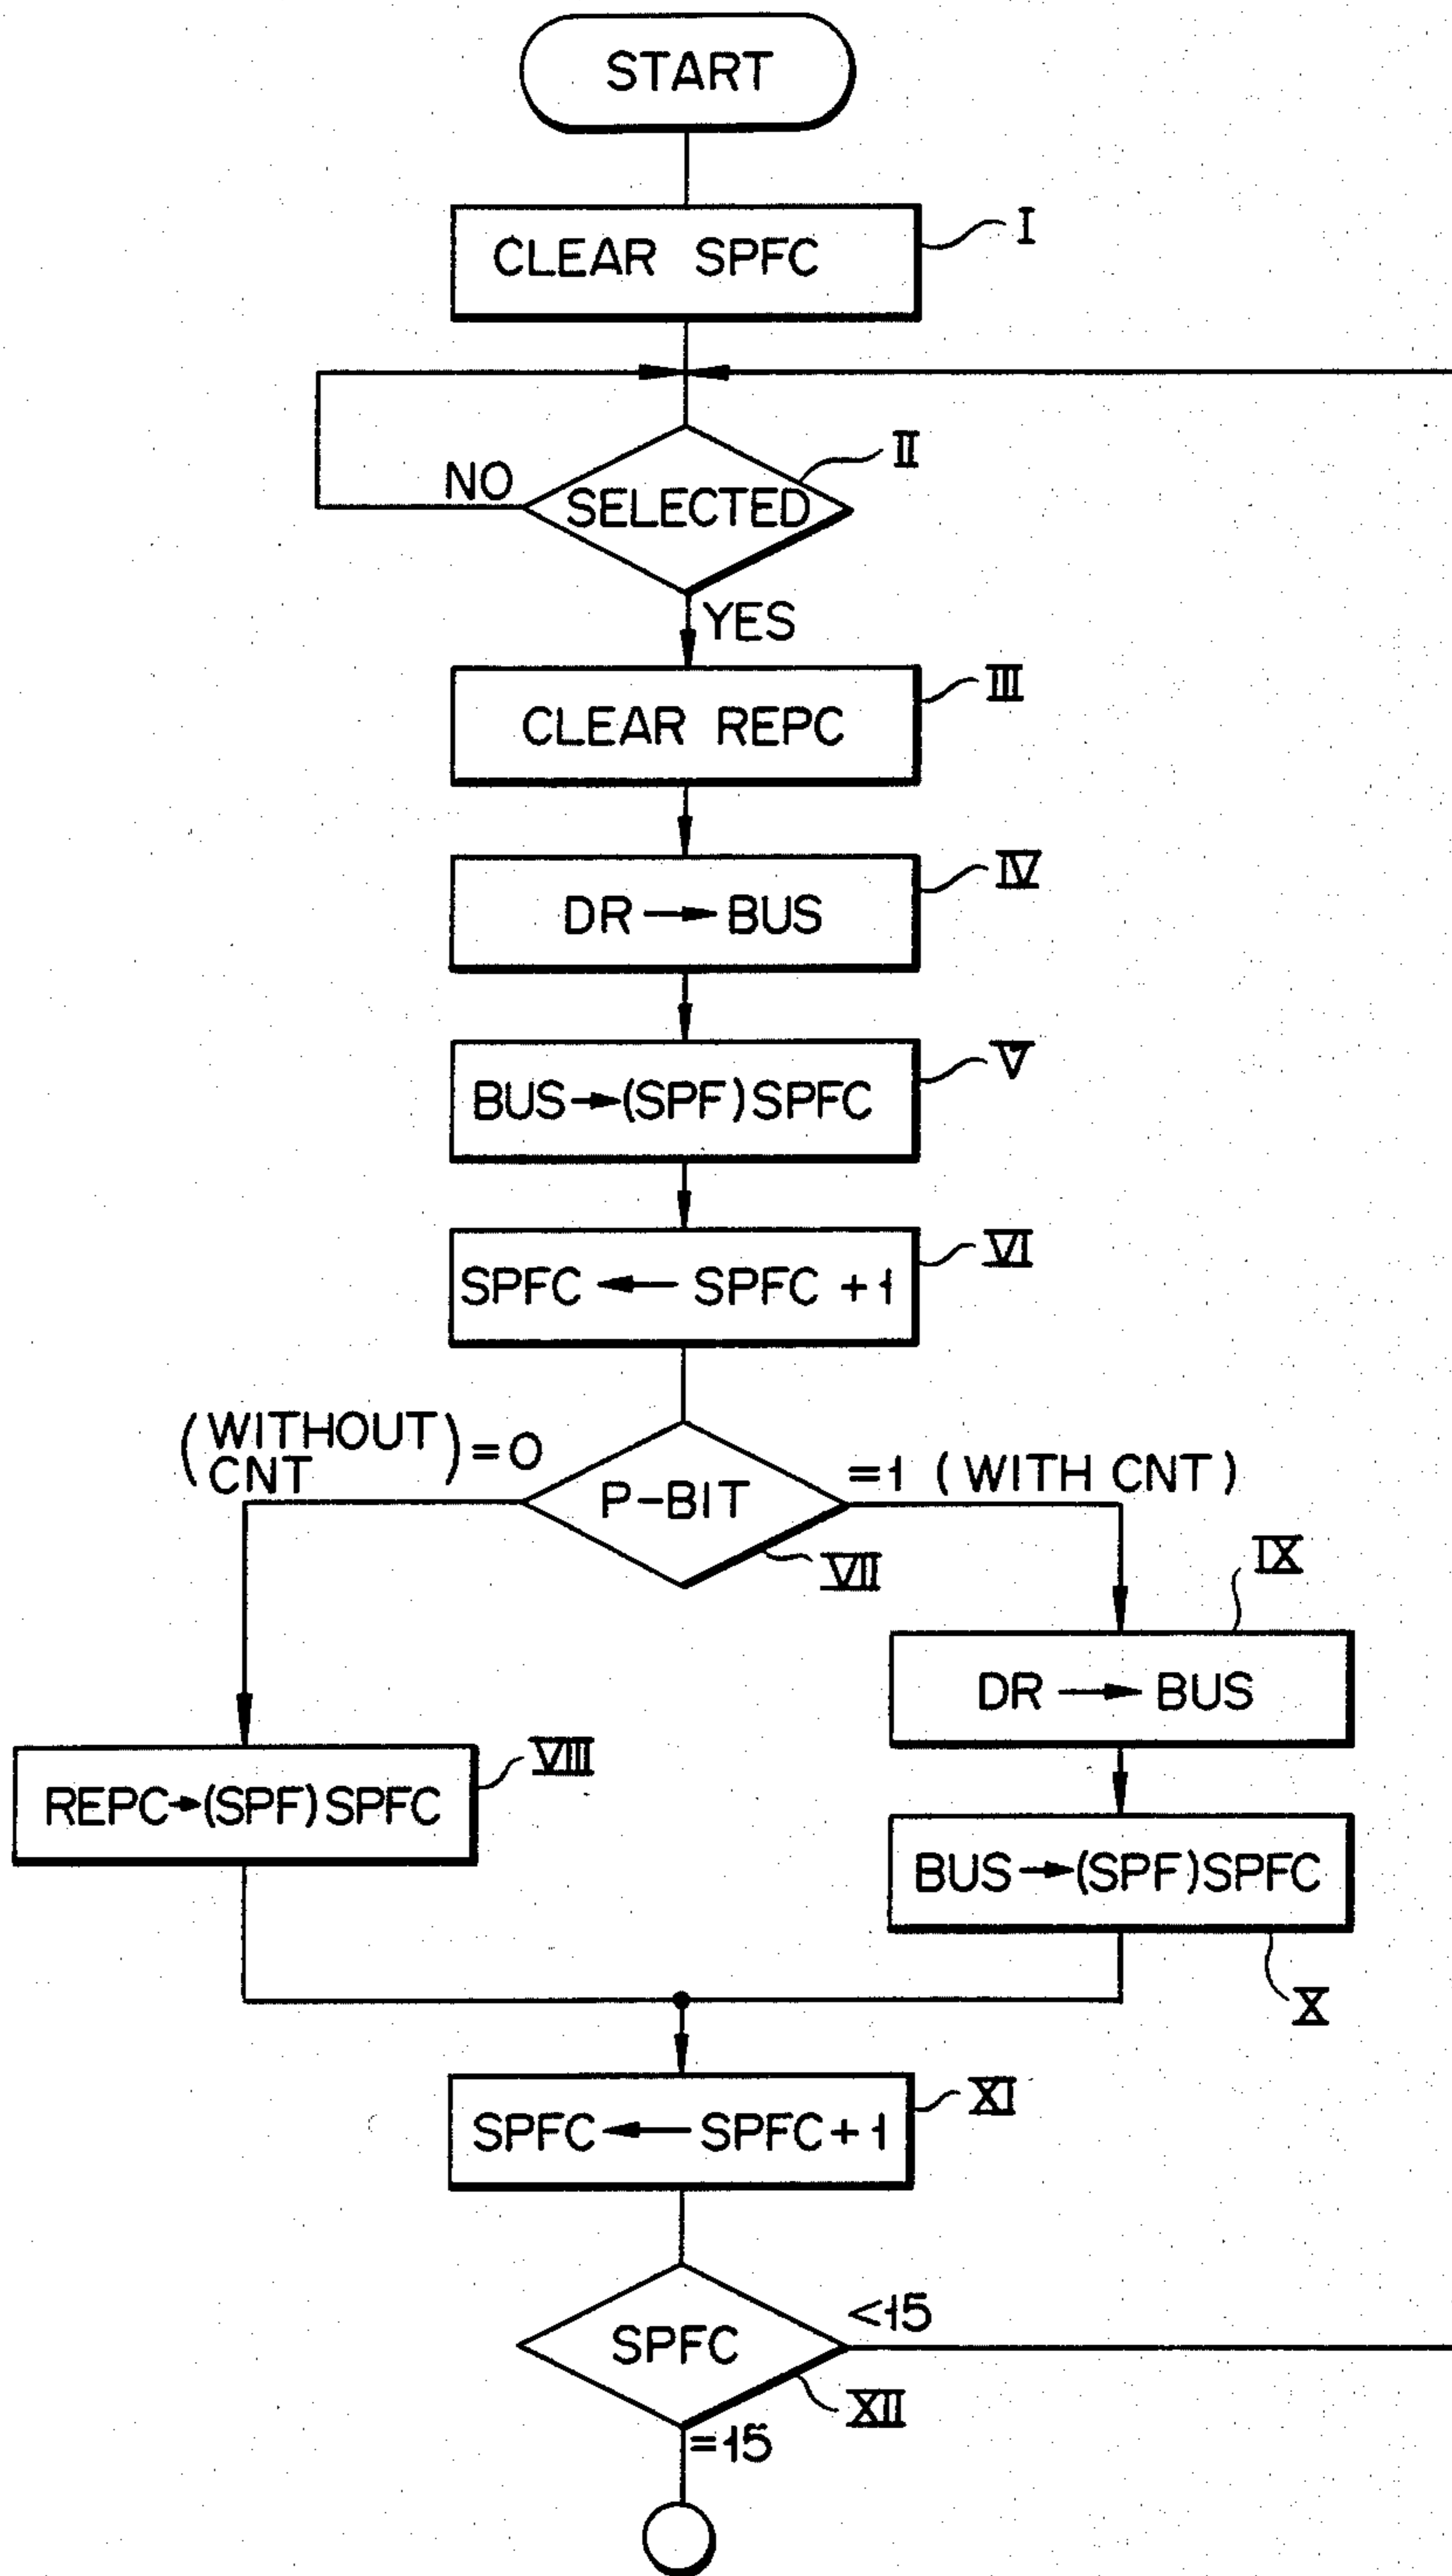 START
CLEAR SPFC
I
NO
SELECTED
II
YES
CLEAR REPC
III
DR → BUS
IV
BUS → (SPF) SPFC
V
SPFC ← SPFC + 1
VI
(WITHOUT CNT) = 0
P-BIT
= 1 (WITH CNT)
VII
IX
DR → BUS
REPC → (SPF) SPFC
VIII
BUS → (SPF) SPFC
X
SPFC ← SPFC + 1
XI
SPFC
<15
XII
=15